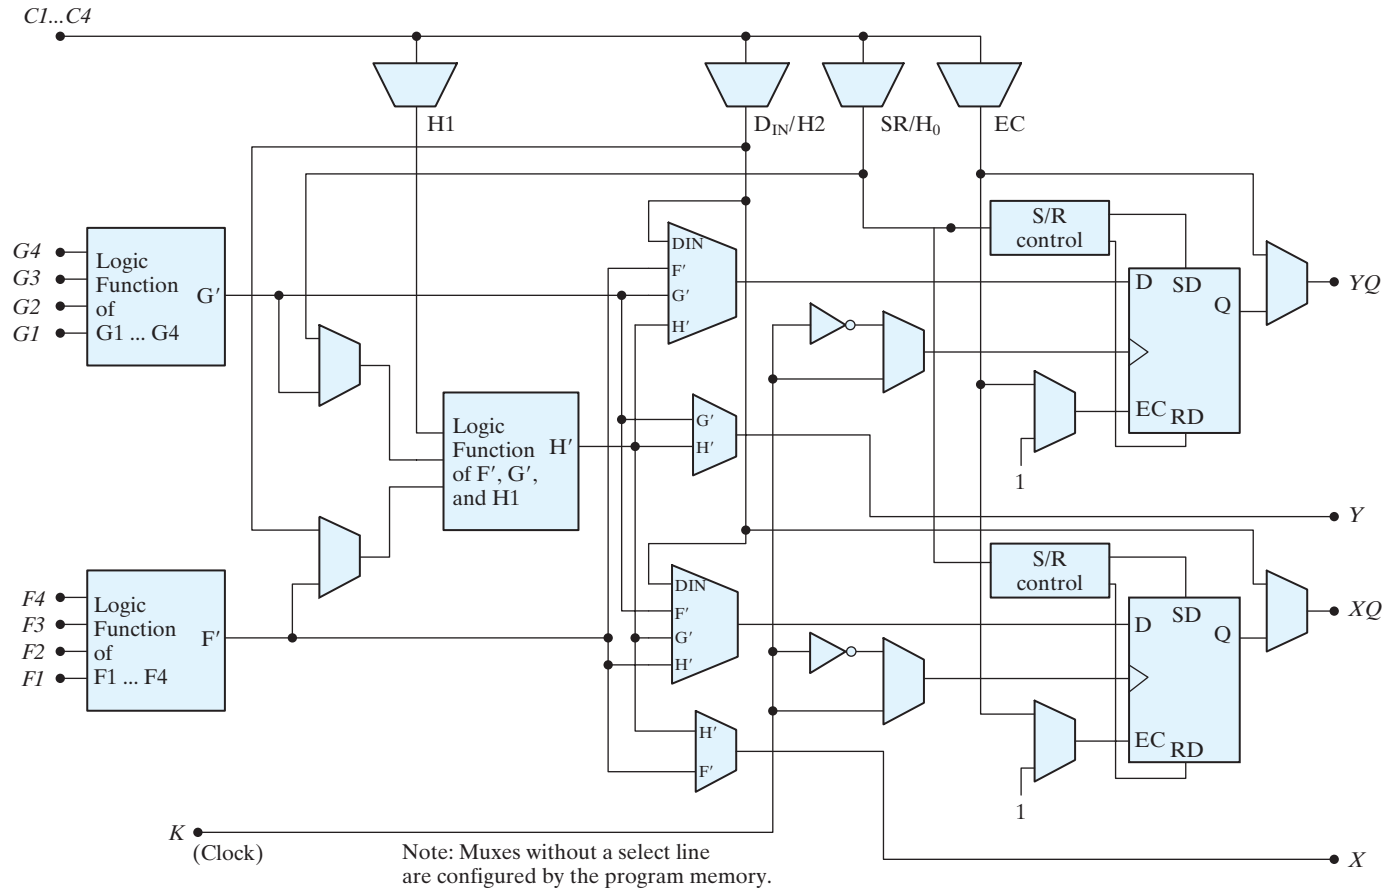 C1...C4
H1
D_IN/H2
SR/H_0
EC
S/R
control
G4
G3
G2
G1
Logic
Function
of
G1 ... G4
G′
DIN
F′
G′
H′
D
SD
Q
EC
RD
1
YQ
Logic
Function
of F′, G′,
and H1
H′
G′
H′
Y
S/R
control
F4
F3
F2
F1
Logic
Function
of
F1 ... F4
F′
DIN
F′
G′
H′
D
SD
Q
EC
RD
1
XQ
H′
F′
K
(Clock)
Note: Muxes without a select line
are configured by the program memory.
X